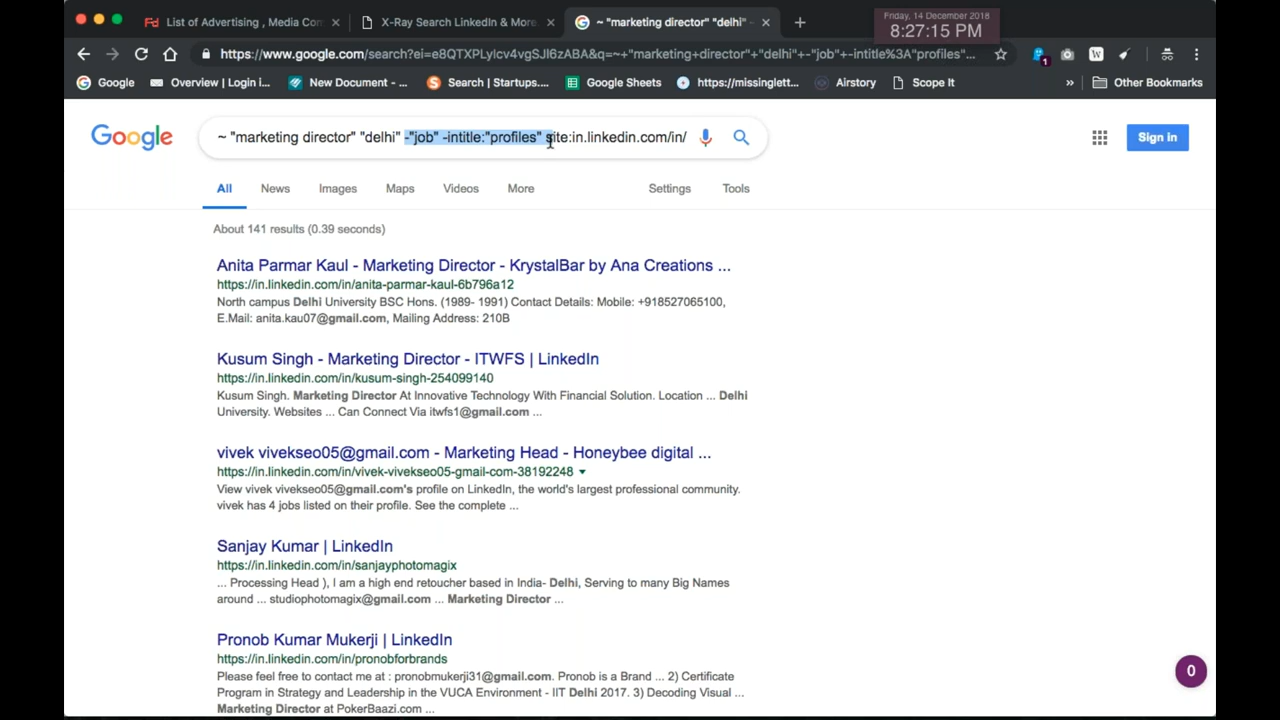 List of Advertising , Media Com
X-Ray Search LinkedIn & More.
~ "marketing director" "delhi" -
Friday, 14 December 2018
8:27:15 PM
https://www.google.com/search?ei=e8QTXPLyIcv4vgSJl6zABA&q=~+"marketing+director"+"delhi"+-"job"+-intitle%3A"profiles"...
1
W
Google
Overview | Login i...
New Document - ...
Search | Startups....
Google Sheets
https://missinglett...
Airstory
Scope It
»
Other Bookmarks
Google
~ "marketing director" "delhi" -"job" -intitle:"profiles" site:in.linkedin.com/in/
Sign in
All
News
Images
Maps
Videos
More
Settings
Tools
About 141 results (0.39 seconds)
Anita Parmar Kaul - Marketing Director - KrystalBar by Ana Creations ...
https://in.linkedin.com/in/anita-parmar-kaul-6b796a12
North campus Delhi University BSC Hons. (1989- 1991) Contact Details: Mobile: +918527065100,
E.Mail: anita.kau07@gmail.com, Mailing Address: 210B
Kusum Singh - Marketing Director - ITWFS | LinkedIn
https://in.linkedin.com/in/kusum-singh-254099140
Kusum Singh. Marketing Director At Innovative Technology With Financial Solution. Location ... Delhi
University. Websites ... Can Connect Via itwfs1@gmail.com ...
vivek vivekseo05@gmail.com - Marketing Head - Honeybee digital ...
https://in.linkedin.com/in/vivek-vivekseo05-gmail-com-38192248
View vivek vivekseo05@gmail.com's profile on LinkedIn, the world's largest professional community.
vivek has 4 jobs listed on their profile. See the complete ...
Sanjay Kumar | LinkedIn
https://in.linkedin.com/in/sanjayphotomagix
... Processing Head ), I am a high end retoucher based in India- Delhi, Serving to many Big Names
around ... studiophotomagix@gmail.com ... Marketing Director ...
Pronob Kumar Mukerji | LinkedIn
https://in.linkedin.com/in/pronobforbrands
Please feel free to contact me at : pronobmukerji31@gmail.com. Pronob is a Brand ... 2) Certificate
Program in Strategy and Leadership in the VUCA Environment - IIT Delhi 2017. 3) Decoding Visual ...
Marketing Director at PokerBaazi.com ...
0